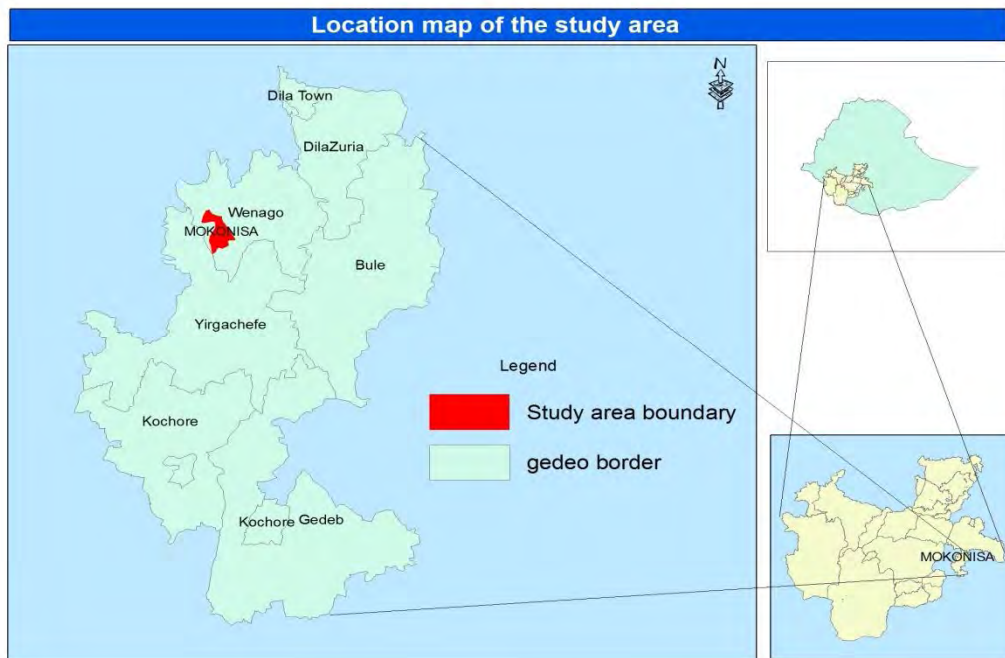 Location map of the study area
N
Dila Town
DilaZuria
Wenago
MOKONISA
Bule
Yirgachefe
Legend
Study area boundary
Kochore
gedeo border
Kochore Gedeb
MOKONISA